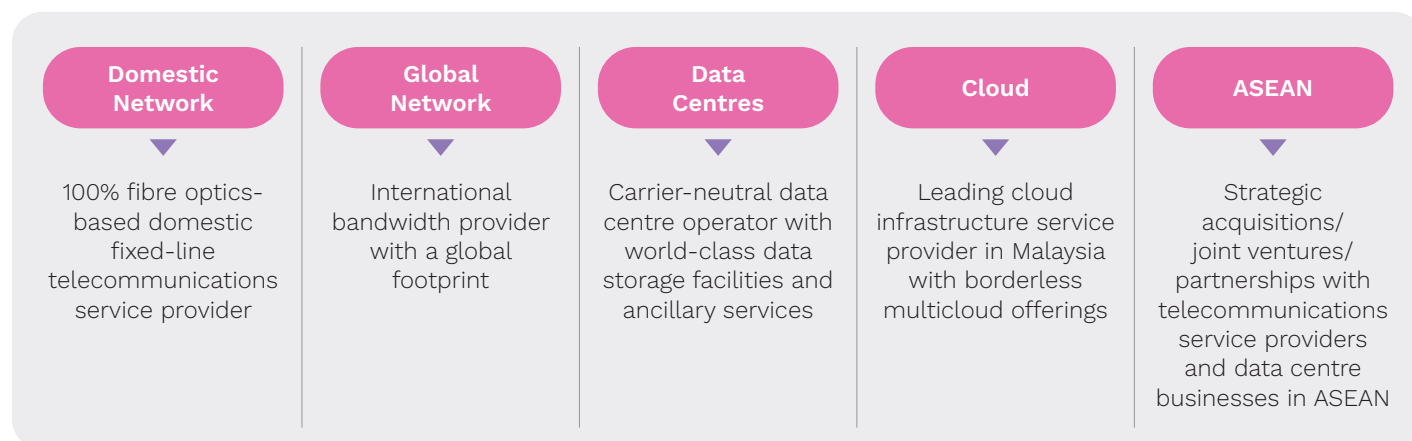 Domestic
Network
100% fibre optics-
based domestic
fixed-line
telecommunications
service provider
Global
Network
International
bandwidth provider
with a global
footprint
Data
Centres
Carrier-neutral data
centre operator with
world-class data
storage facilities and
ancillary services
Cloud
Leading cloud
infrastructure service
provider in Malaysia
with borderless
multicloud offerings
ASEAN
Strategic
acquisitions/
joint ventures/
partnerships with
telecommunications
service providers
and data centre
businesses in ASEAN